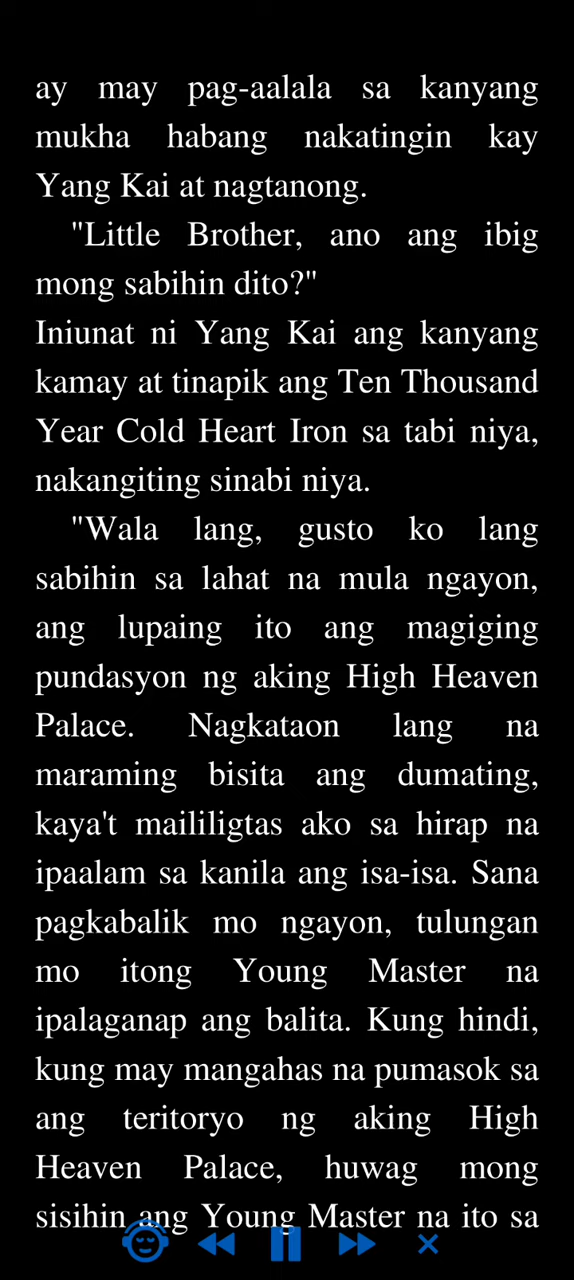 ay may pag-aalala sa kanyang
mukha habang nakatingin kay
Yang Kai at nagtanong.
"Little Brother, ano ang ibig
mong sabihin dito?"
Iniunat ni Yang Kai ang kanyang
kamay at tinapik ang Ten Thousand
Year Cold Heart Iron sa tabi niya,
nakangiting sinabi niya.
"Wala lang, gusto ko lang
sabihin sa lahat na mula ngayon,
ang lupaing ito ang magiging
pundasyon ng aking High Heaven
Palace. Nagkataon lang na
maraming bisita ang dumating,
kaya't maililigtas ako sa hirap na
ipaalam sa kanila ang isa-isa. Sana
pagkabalik mo ngayon, tulungan
mo itong Young Master na
ipalaganap ang balita. Kung hindi,
kung may mangahas na pumasok sa
ang teritoryo ng aking High
Heaven Palace, huwag mong
sisihin ang Young Master na ito sa